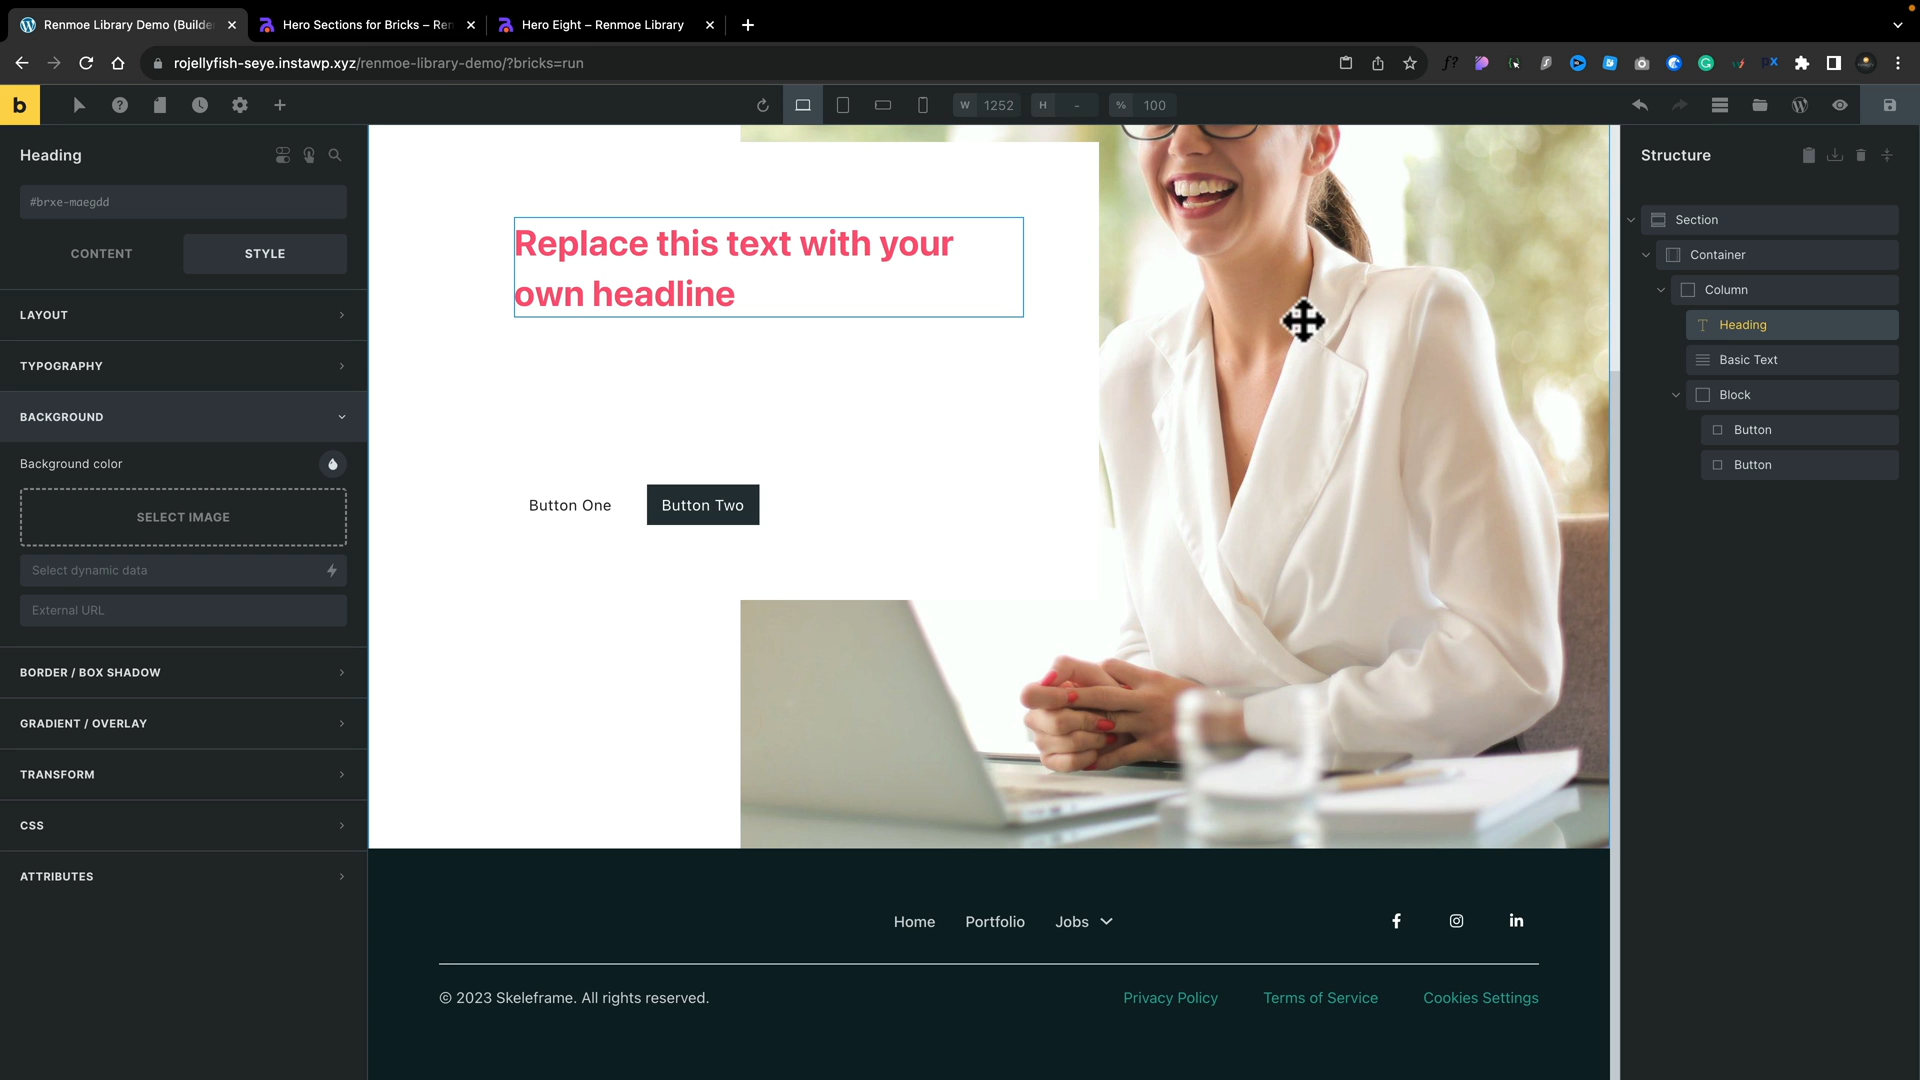 Renmoe Library Demo (Builder
Hero Sections for Bricks – Ren
Hero Eight – Renmoe Library
rojellyfish-seye.instawp.xyz/renmoe-library-demo/?bricks=run
b
W 1252 H - % 100
Heading
#brxe-maegdd
CONTENT
STYLE
LAYOUT
TYPOGRAPHY
BACKGROUND
Background color
SELECT IMAGE
Select dynamic data
External URL
BORDER / BOX SHADOW
GRADIENT / OVERLAY
TRANSFORM
CSS
ATTRIBUTES
Replace this text with your
own headline
Button One
Button Two
Home Portfolio Jobs
© 2023 Skeleframe. All rights reserved.
Privacy Policy Terms of Service Cookies Settings
Structure
Section
Container
Column
Heading
Basic Text
Block
Button
Button